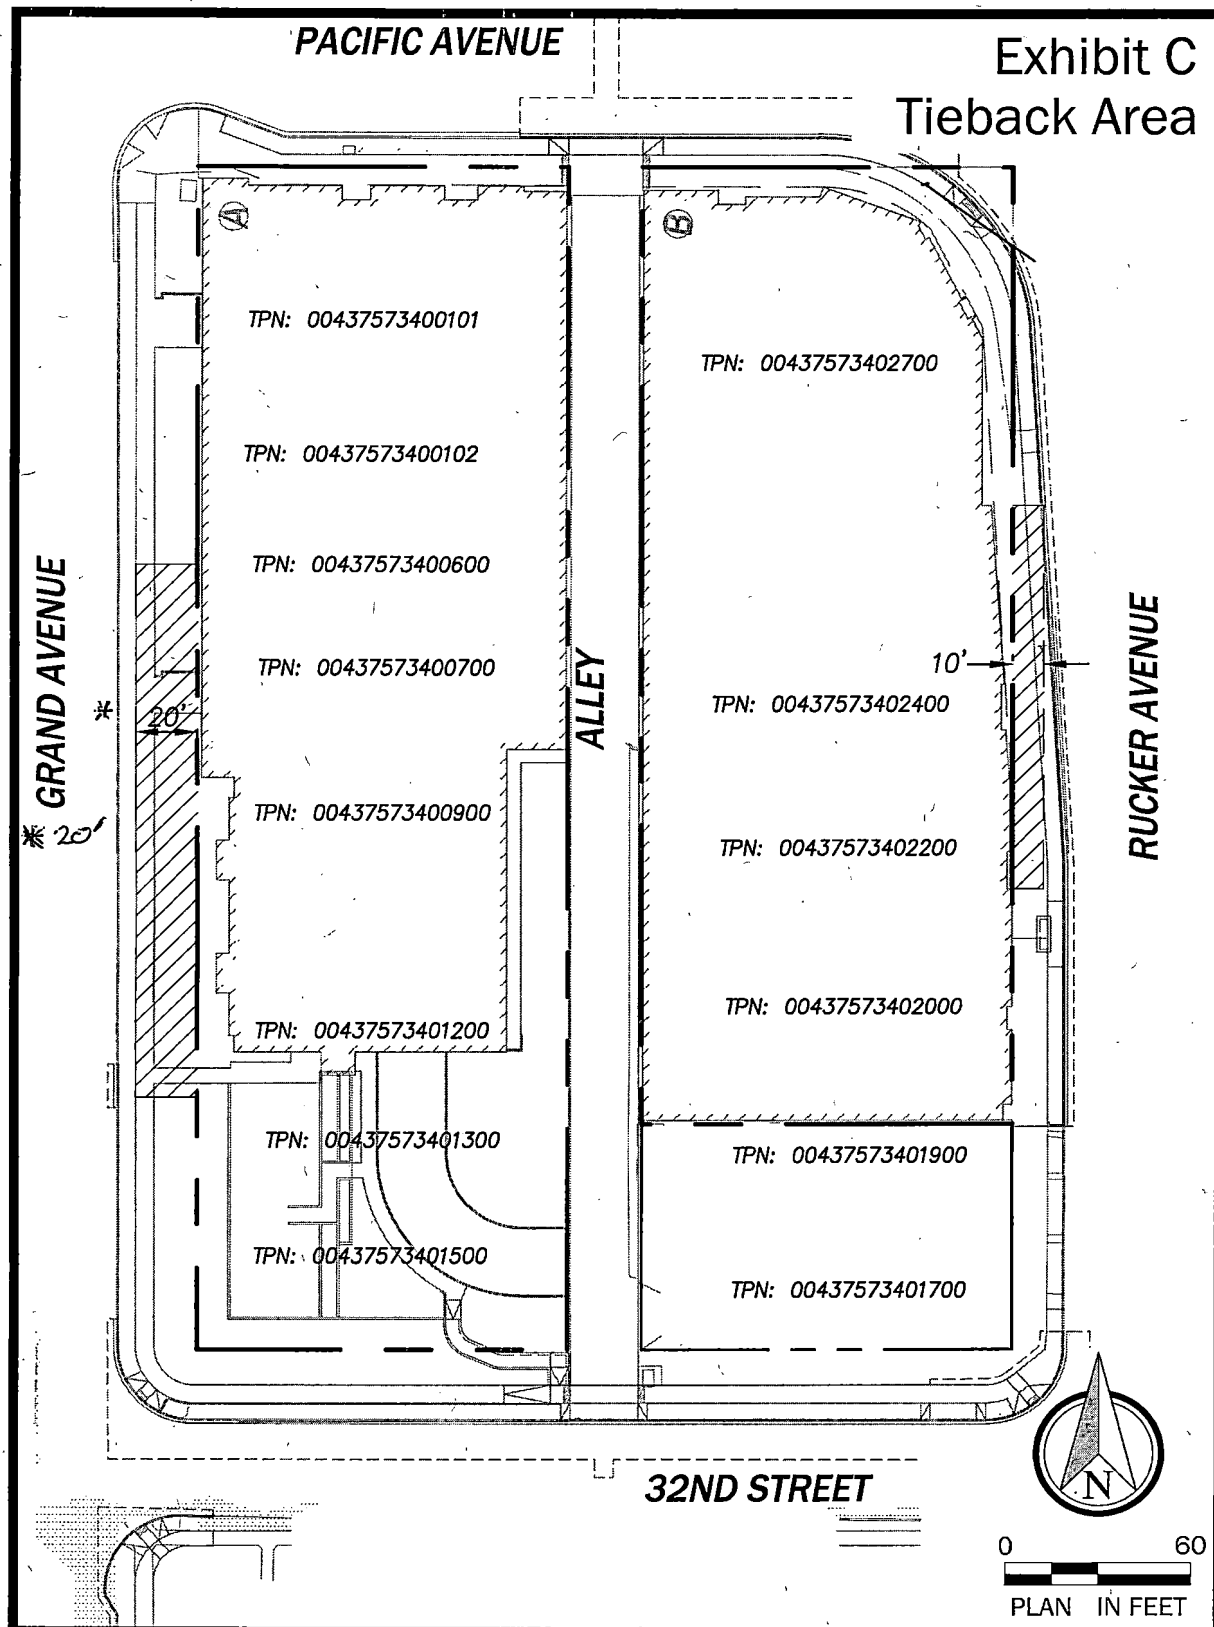 PACIFIC AVENUE
Exhibit C
Tieback Area
A
B
TPN: 00437573400101
TPN: 00437573402700
TPN: 00437573400102
TPN: 00437573400600
TPN: 00437573400700
10'
ALLEY
TPN: 00437573402400
20'
*
GRAND AVENUE
* 20'
RUCKER AVENUE
TPN: 00437573400900
TPN: 00437573402200
TPN: 00437573402000
TPN: 00437573401200
TPN: 00437573401300
TPN: 00437573401900
TPN: 00437573401500
TPN: 00437573401700
32ND STREET
N
0 60
PLAN IN FEET